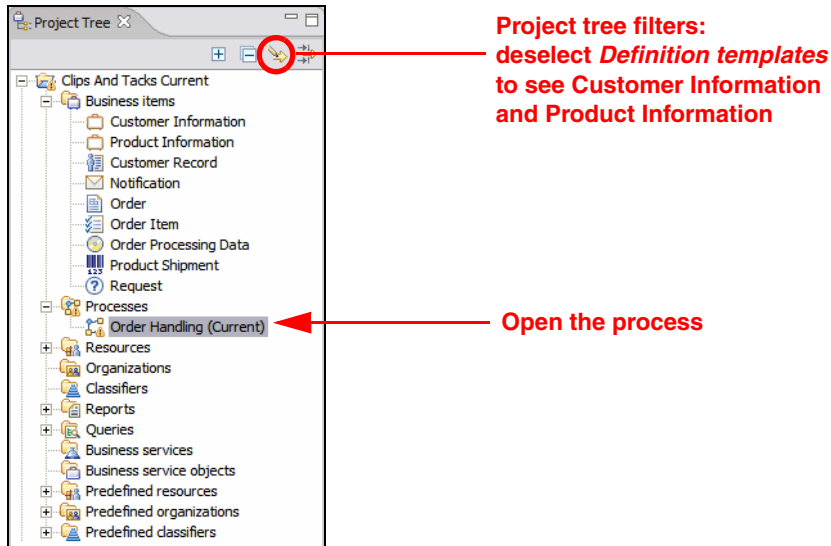 Project Tree
Project tree filters:
deselect Definition templates
to see Customer Information
and Product Information
Clips And Tacks Current
Business items
Customer Information
Product Information
Customer Record
Notification
Order
Order Item
Order Processing Data
123
Product Shipment
Request
Processes
Order Handling (Current)
Open the process
Resources
Organizations
Classifiers
Reports
Queries
Business services
Business service objects
Predefined resources
Predefined organizations
Predefined classifiers